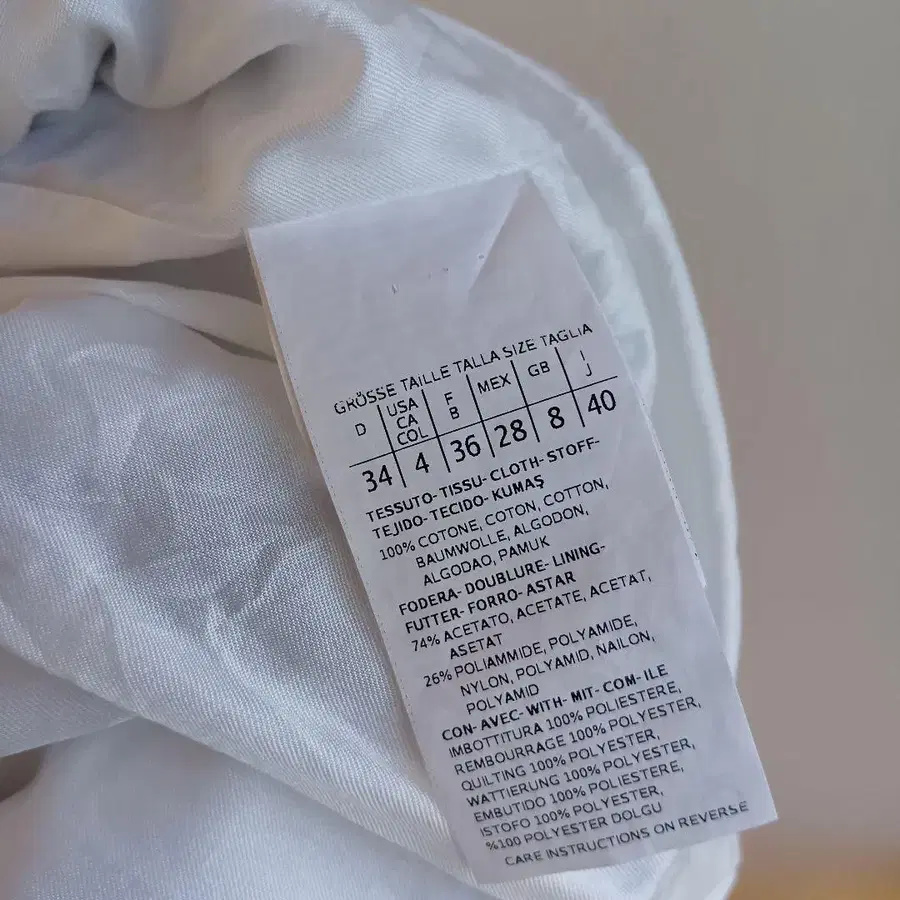 GRÖSSE TAILLE TALLA SIZE TAGLIA
D USA CA COL F B MEX GB I J
34 4 36 28 8 40
TESSUTO- TISSU- CLOTH- STOFF-
TEJIDO- TECIDO- KUMAŞ
100% COTONE, COTON, COTTON,
BAUMWOLLE, ALGODON,
ALGODAO, PAMUK
FODERA- DOUBLURE- LINING-
FUTTER- FORRO- ASTAR
74% ACETATO, ACETATE, ACETAT,
ASETAT
26% POLIAMMIDE, POLYAMIDE,
NYLON, POLYAMID, NAILON,
POLYAMID
CON- AVEC- WITH- MIT- COM- ILE
IMBOTTITURA 100% POLIESTERE,
REMBOURRAGE 100% POLYESTER,
QUILTING 100% POLYESTER,
WATTIERUNG 100% POLYESTER,
EMBUTIDO 100% POLIESTERE,
ISTOFO 100% POLYESTER,
%100 POLYESTER DOLGU
CARE INSTRUCTIONS ON REVERSE